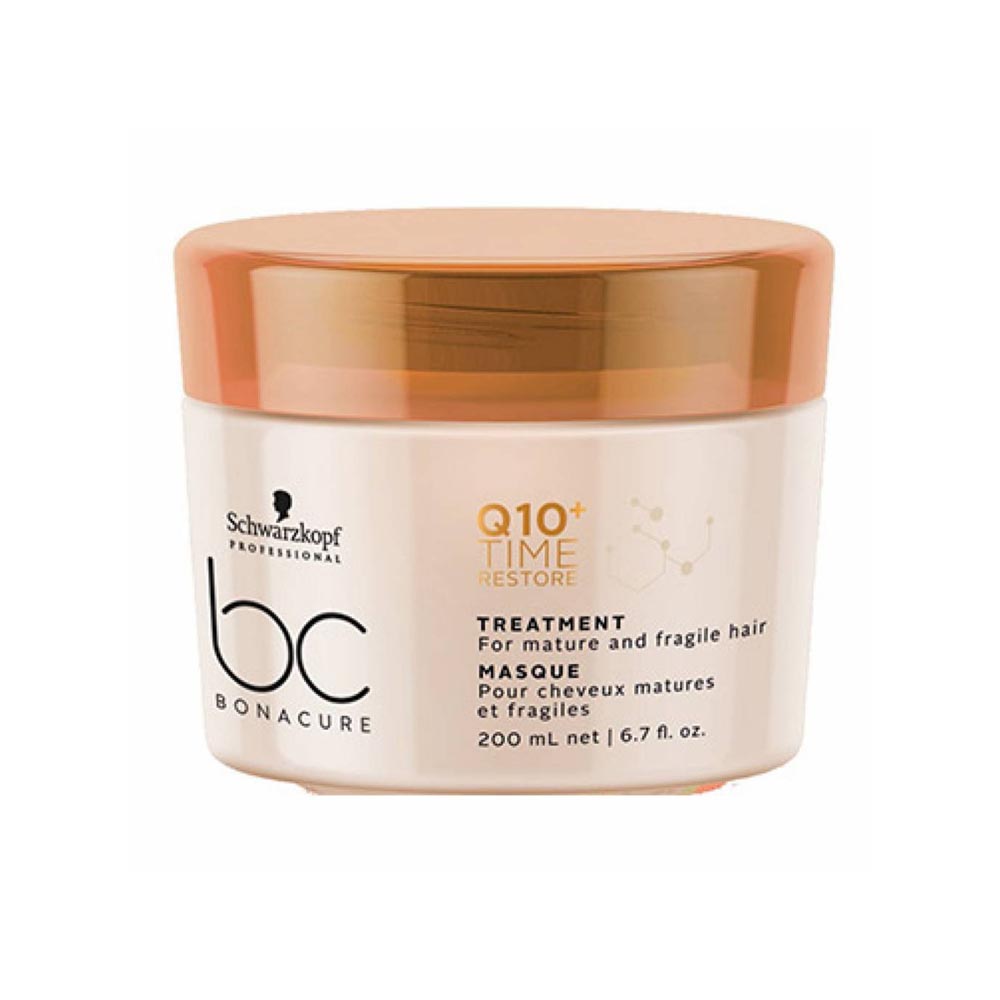 Schwarzkopf
PROFESSIONAL
bc
BONACURE
Q10+
TIME
RESTORE
TREATMENT
For mature and fragile hair
MASQUE
Pour cheveux matures
et fragiles
200 mL net | 6.7 fl. oz.